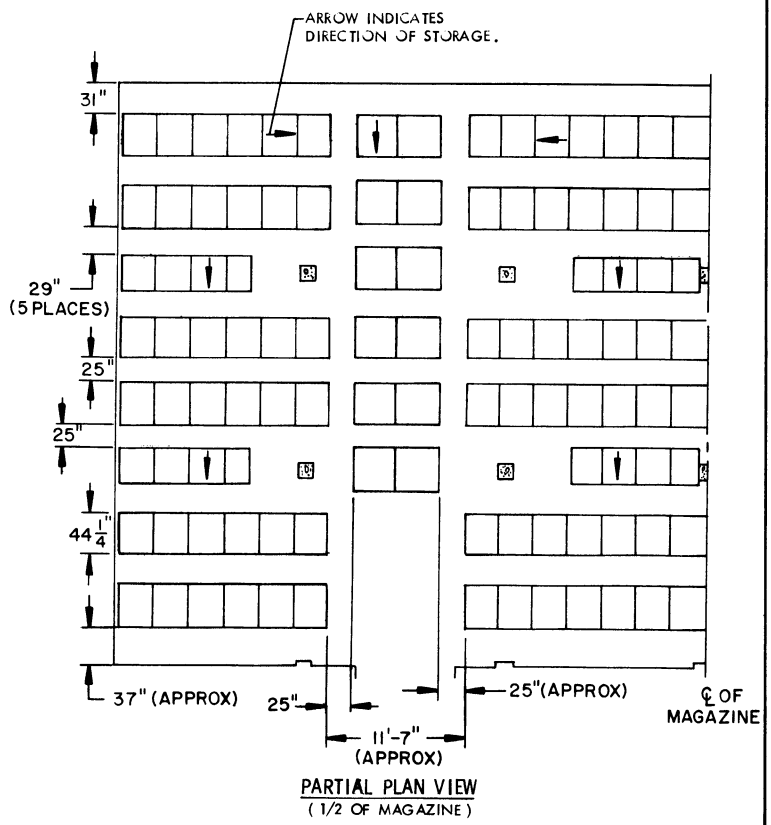 ARROW INDICATES
DIRECTION OF STORAGE.
31"
29"
(5 PLACES)
25"
25"
44 1/4"
37" (APPROX)
25"
25" (APPROX)
℄ OF
MAGAZINE
11'-7"
(APPROX)
PARTIAL PLAN VIEW
( 1/2 OF MAGAZINE )